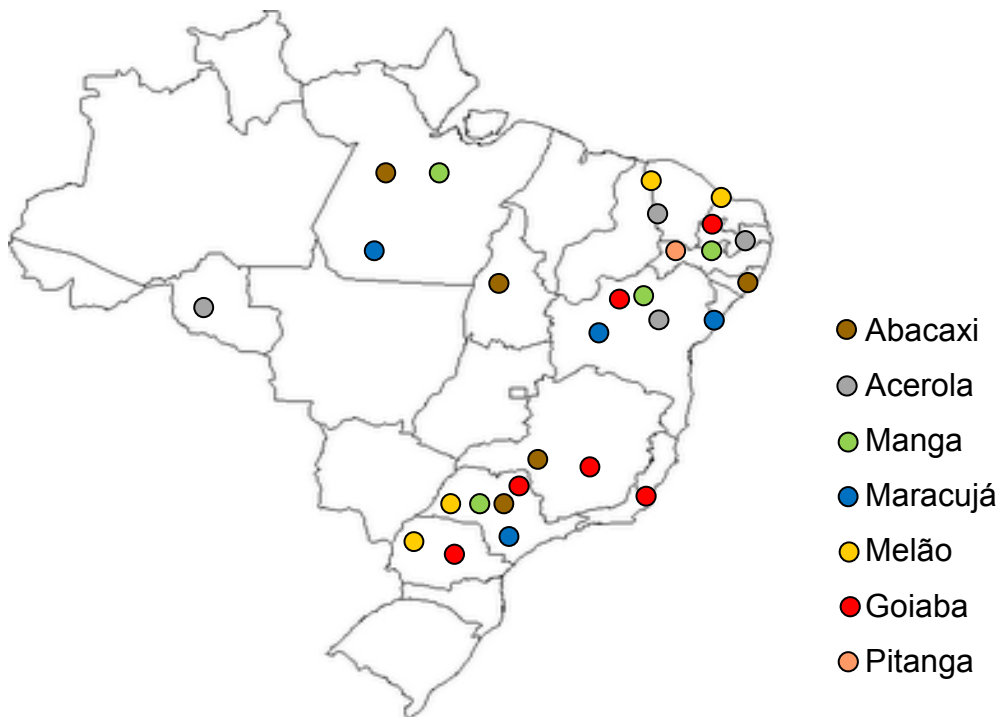 Abacaxi
Acerola
Manga
Maracujá
Melão
Goiaba
Pitanga